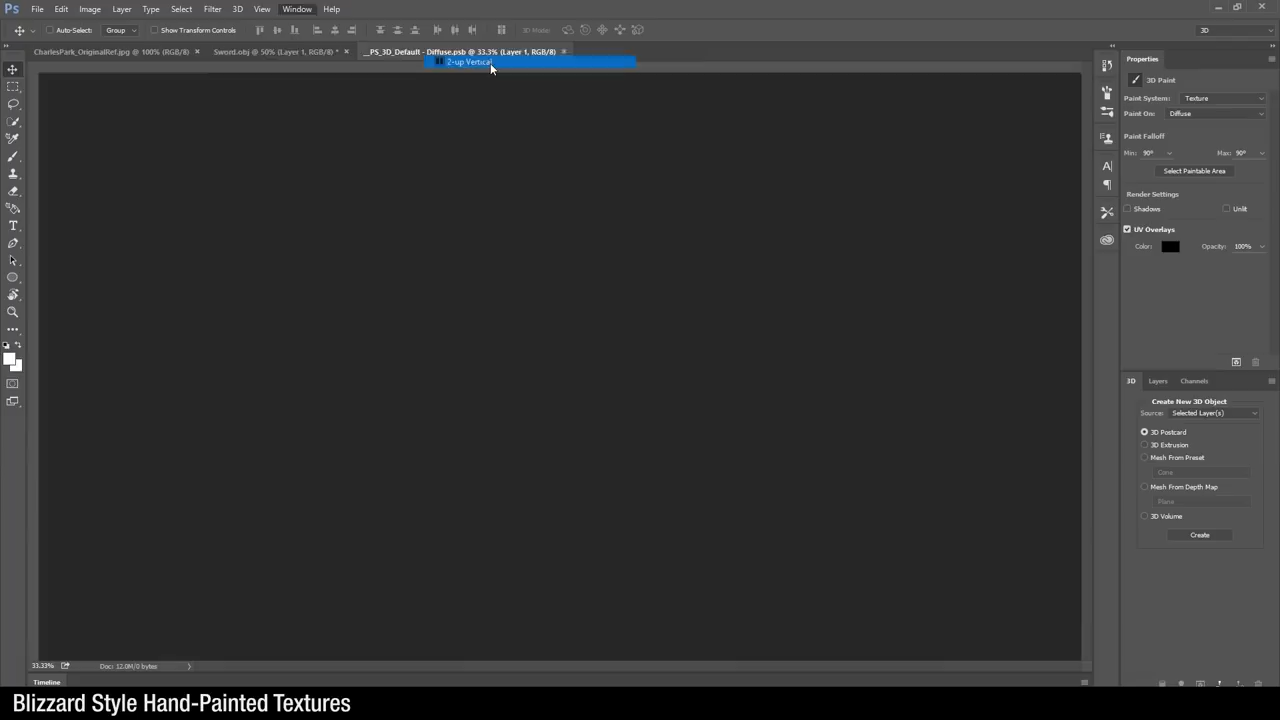 Ps File Edit Image Layer Type Select Filter 3D View Window Help
Auto-Select: Group Show Transform Controls 3D Mode: 3D
CharlesPark_OriginalRef.jpg @ 100% (RGB/8) × Sword.obj @ 50% (Layer 1, RGB/8) * × __PS_3D_Default - Diffuse.psb @ 33.3% (Layer 1, RGB/8) ×
2-up Vertical
Properties
3D Paint
Paint System: Texture
Paint On: Diffuse
Paint Falloff
Min: 90° Max: 90°
Select Paintable Area
Render Settings
Shadows Unlit
UV Overlays
Color: Opacity: 100%
3D Layers Channels
Create New 3D Object
Source: Selected Layer(s)
3D Postcard
3D Extrusion
Mesh From Preset
Cone
Mesh From Depth Map
Plane
3D Volume
Create
33.33% Doc: 12.0M/0 bytes
Timeline
Blizzard Style Hand-Painted Textures